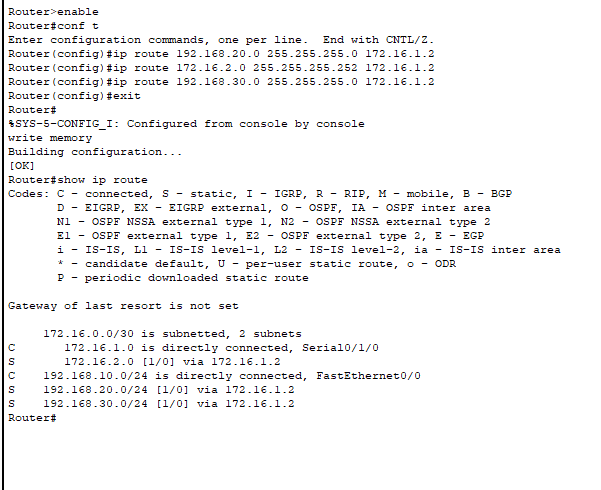 Router>enable
Router#conf t
Enter configuration commands, one per line.  End with CNTL/Z.
Router(config)#ip route 192.168.20.0 255.255.255.0 172.16.1.2
Router(config)#ip route 172.16.2.0 255.255.255.252 172.16.1.2
Router(config)#ip route 192.168.30.0 255.255.255.0 172.16.1.2
Router(config)#exit
Router#
%SYS-5-CONFIG_I: Configured from console by console
write memory
Building configuration...
[OK]
Router#show ip route
Codes: C - connected, S - static, I - IGRP, R - RIP, M - mobile, B - BGP
       D - EIGRP, EX - EIGRP external, O - OSPF, IA - OSPF inter area
       N1 - OSPF NSSA external type 1, N2 - OSPF NSSA external type 2
       E1 - OSPF external type 1, E2 - OSPF external type 2, E - EGP
       i - IS-IS, L1 - IS-IS level-1, L2 - IS-IS level-2, ia - IS-IS inter area
       * - candidate default, U - per-user static route, o - ODR
       P - periodic downloaded static route

Gateway of last resort is not set

     172.16.0.0/30 is subnetted, 2 subnets
C       172.16.1.0 is directly connected, Serial0/1/0
S       172.16.2.0 [1/0] via 172.16.1.2
C    192.168.10.0/24 is directly connected, FastEthernet0/0
S    192.168.20.0/24 [1/0] via 172.16.1.2
S    192.168.30.0/24 [1/0] via 172.16.1.2
Router#